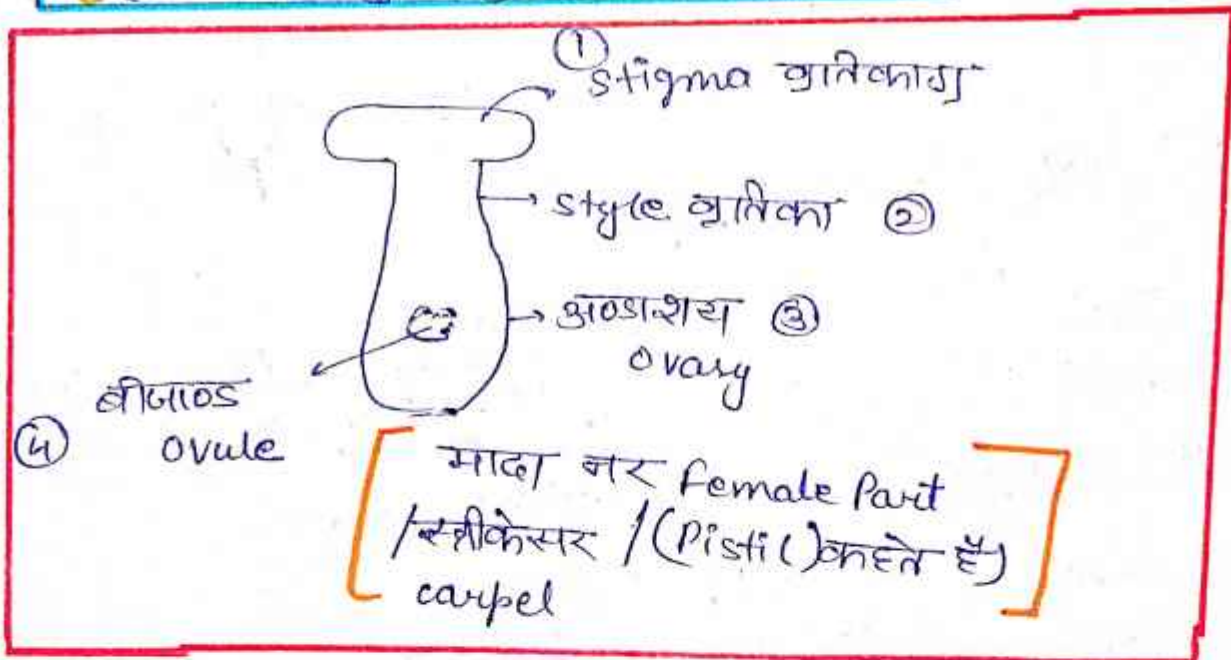 ①
Stigma वर्तिकाग्र
→ style वर्तिका ②
→ अण्डाशय ③
ovary
बीजाण्ड
④ ovule
मादा नर Female Part
/स्त्रीकेसर /(Pistil)कहते है)
carpel